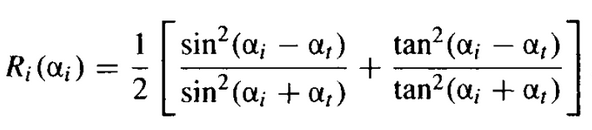 R_i(α_i) = 1/2 [ sin²(α_i − α_t)/sin²(α_i + α_t) + tan²(α_i − α_t)/tan²(α_i + α_t) ]